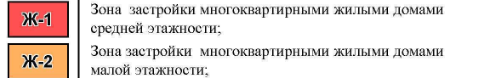 Ж-1
Зона застройки многоквартирными жилыми домами
средней этажности;
Ж-2
Зона застройки многоквартирными жилыми домами
малой этажности;